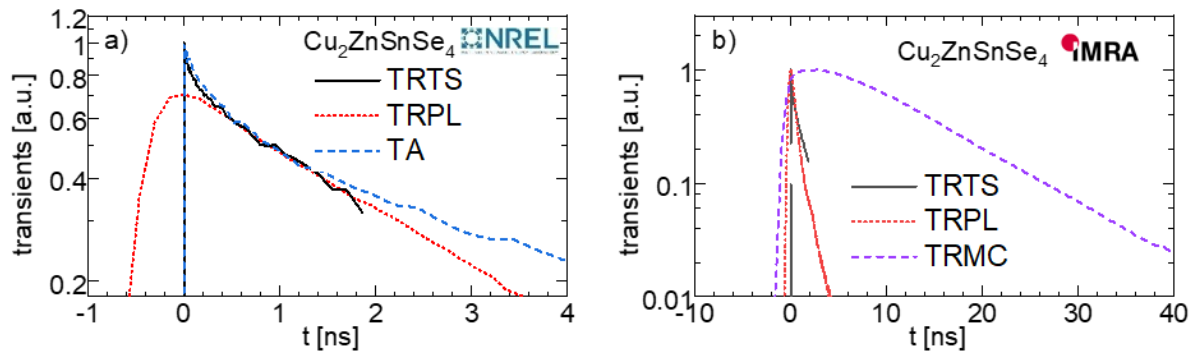 a)
Cu2ZnSnSe4 NREL
TRTS
TRPL
TA
transients [a.u.]
1.2
1
0.8
0.6
0.4
0.2
-1 0 1 2 3 4
t [ns]
b)
Cu2ZnSnSe4 IMRA
TRTS
TRPL
TRMC
transients [a.u.]
1
0.1
0.01
-10 0 10 20 30 40
t [ns]